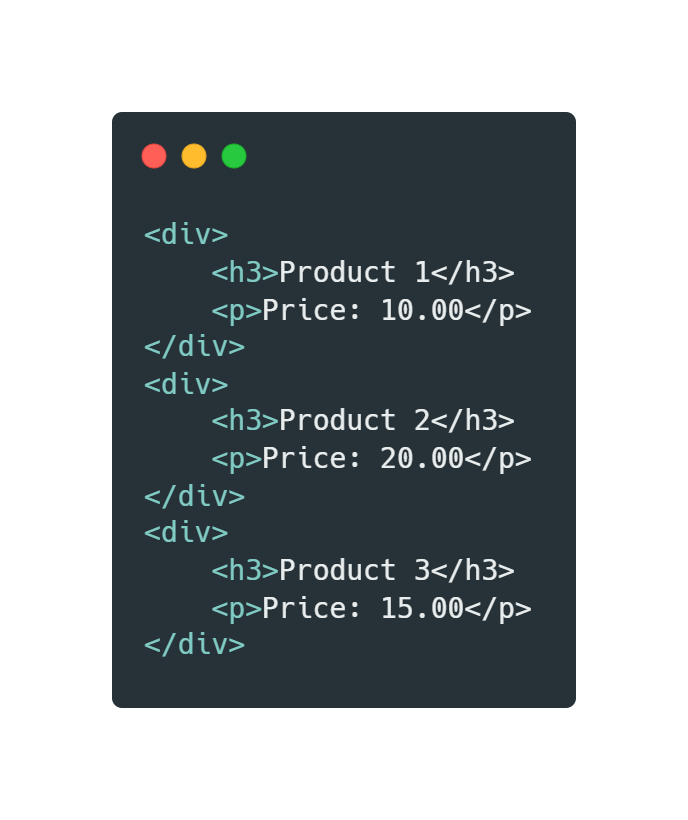 <div>
    <h3>Product 1</h3>
    <p>Price: 10.00</p>
</div>
<div>
    <h3>Product 2</h3>
    <p>Price: 20.00</p>
</div>
<div>
    <h3>Product 3</h3>
    <p>Price: 15.00</p>
</div>